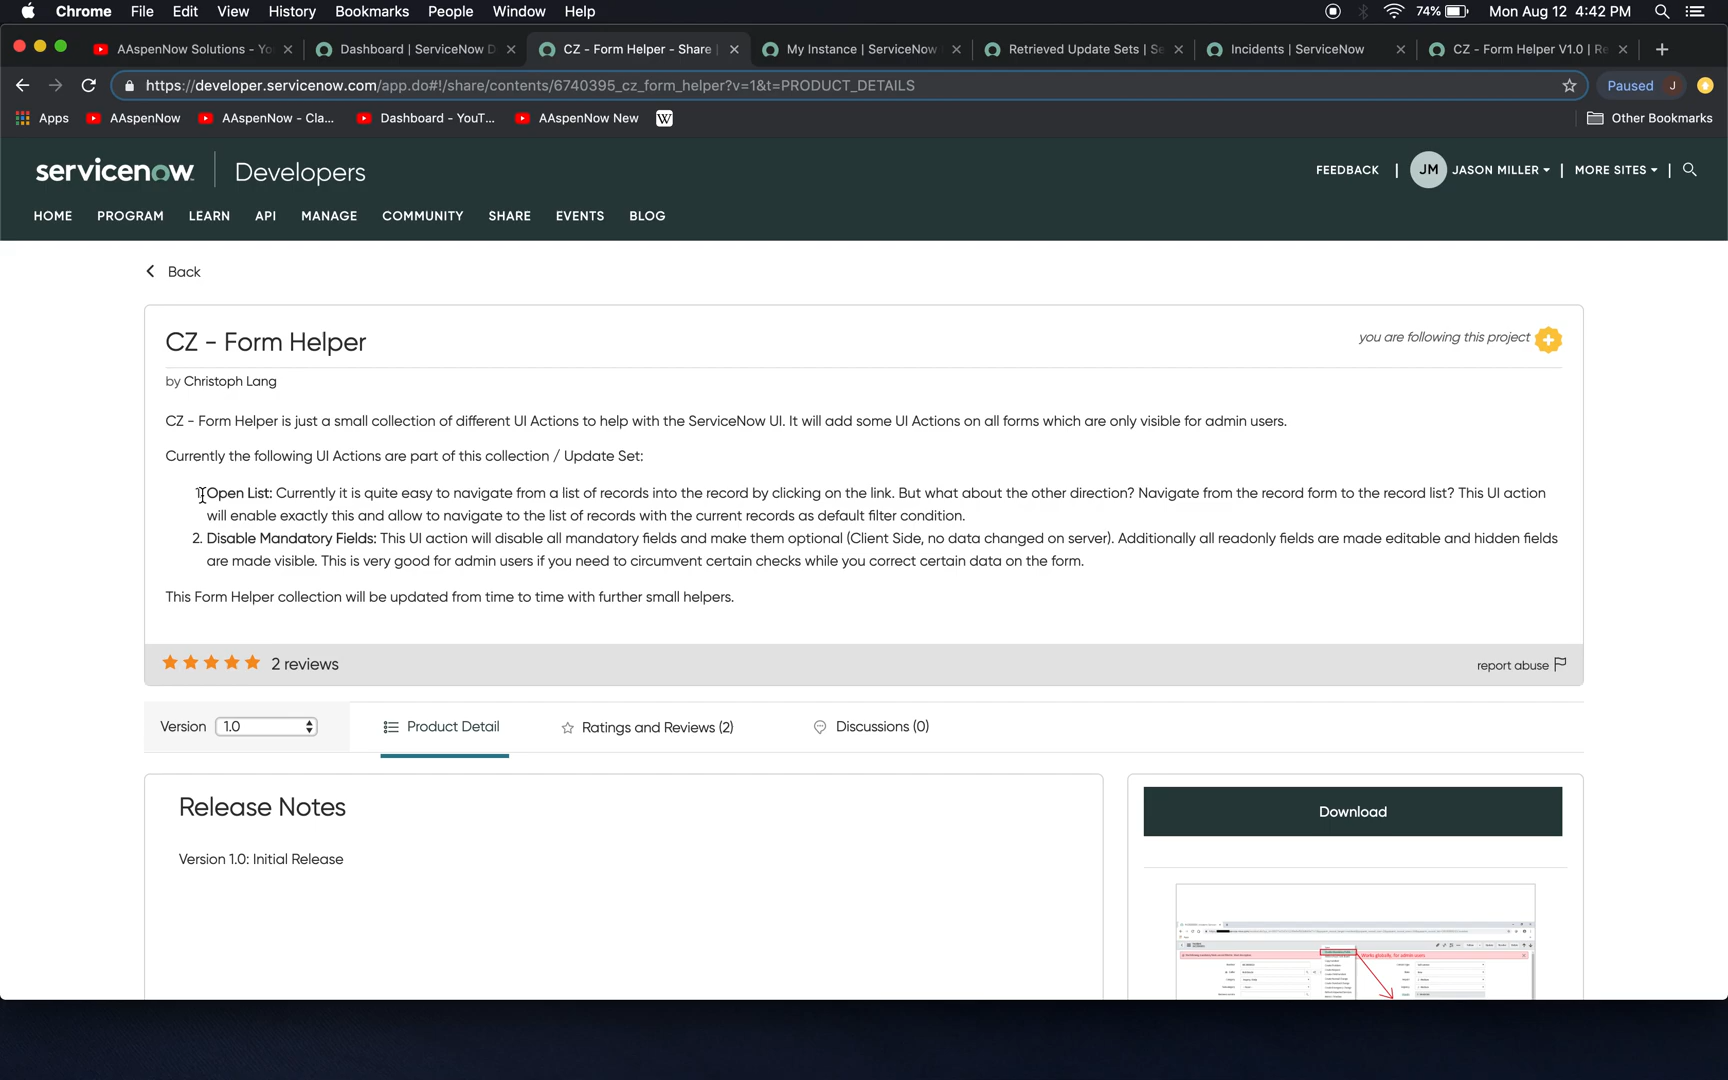 Chrome File Edit View History Bookmarks People Window Help 74% Mon Aug 12 4:42 PM
AAspenNow Solutions - Yo Dashboard | ServiceNow D CZ - Form Helper - Share My Instance | ServiceNow Retrieved Update Sets | Se Incidents | ServiceNow CZ - Form Helper V1.0 | Re
https://developer.servicenow.com/app.do#!/share/contents/6740395_cz_form_helper?v=1&t=PRODUCT_DETAILS Paused J
Apps AAspenNow AAspenNow - Cla... Dashboard - YouT... AAspenNow New W Other Bookmarks
servicenow Developers FEEDBACK | JM JASON MILLER | MORE SITES |
HOME PROGRAM LEARN API MANAGE COMMUNITY SHARE EVENTS BLOG
Back
CZ - Form Helper you are following this project
by Christoph Lang
CZ - Form Helper is just a small collection of different UI Actions to help with the ServiceNow UI. It will add some UI Actions on all forms which are only visible for admin users.
Currently the following UI Actions are part of this collection / Update Set:
Open List: Currently it is quite easy to navigate from a list of records into the record by clicking on the link. But what about the other direction? Navigate from the record form to the record list? This UI action
will enable exactly this and allow to navigate to the list of records with the current records as default filter condition.
2. Disable Mandatory Fields: This UI action will disable all mandatory fields and make them optional (Client Side, no data changed on server). Additionally all readonly fields are made editable and hidden fields
are made visible. This is very good for admin users if you need to circumvent certain checks while you correct certain data on the form.
This Form Helper collection will be updated from time to time with further small helpers.
2 reviews report abuse
Version 1.0 Product Detail Ratings and Reviews (2) Discussions (0)
Release Notes
Download
Version 1.0: Initial Release
Works globally, for admin users